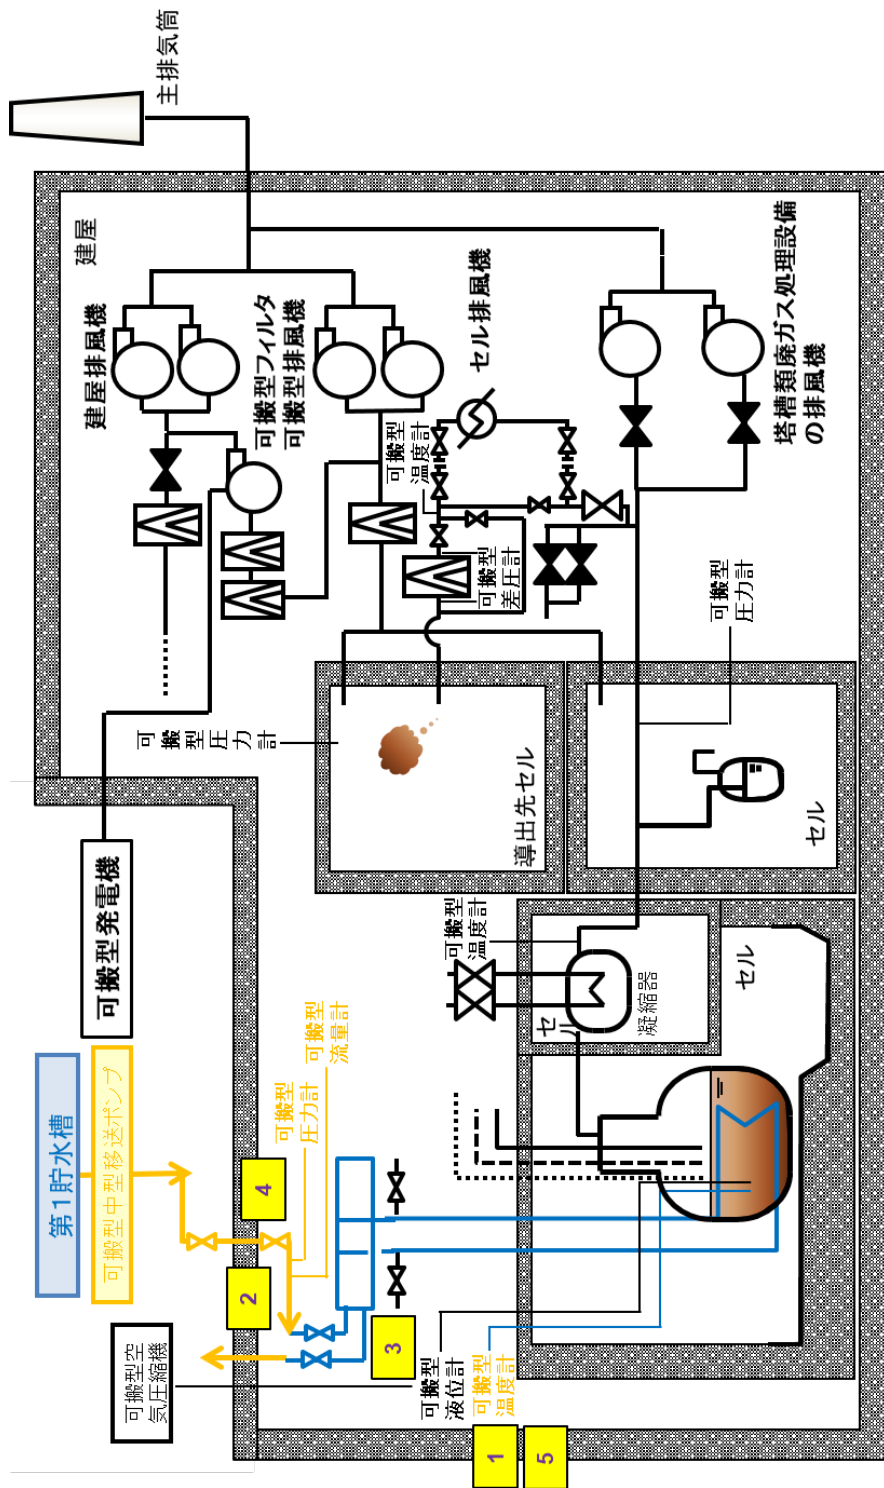 主排気筒
建屋
建屋排風機
可搬型フィルタ
可搬型排風機
セル排風機
塔槽類廃ガス処理設備
の排風機
可搬型
温度計
可搬型
差圧計
可搬型
圧力計
可搬型圧力計
導出先セル
セル
可搬型発電機
可搬型
温度計
セル
凝縮器
セル
第1貯水槽
可搬型中型移送ポンプ
可搬型
流量計
可搬型
圧力計
4
2
3
可搬型空
気圧縮機
可搬型
液位計
可搬型
温度計
1
5